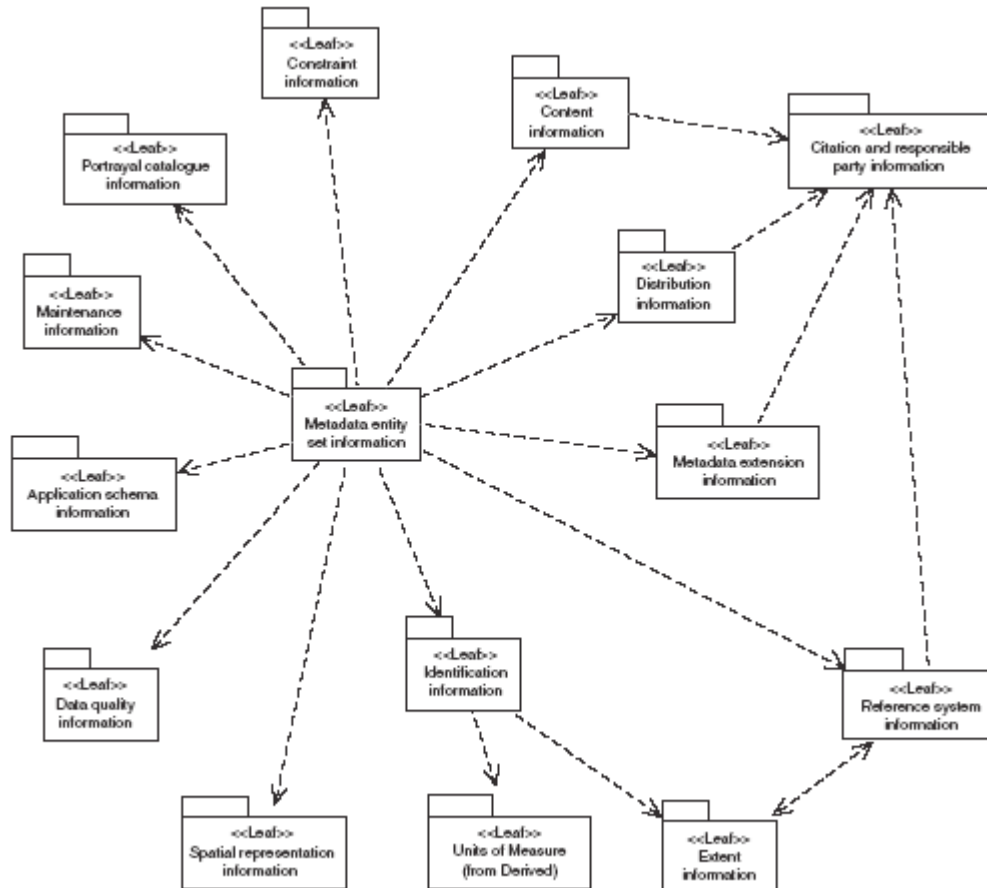 <<Leaf>>
Constraint
information
<<Leaf>>
Content
information
<<Leaf>>
Citation and responsible
party information
<<Leaf>>
Portrayal catalogue
information
<<Leaf>>
Distribution
information
<<Leaf>>
Maintenance
information
<<Leaf>>
Metadata entity
set information
<<Leaf>>
Metadata extension
information
<<Leaf>>
Application schema
information
<<Leaf>>
Identification
information
<<Leaf>>
Data quality
information
<<Leaf>>
Reference system
information
<<Leaf>>
Spatial representation
information
<<Leaf>>
Units of Measure
(from Derived)
<<Leaf>>
Extent
information